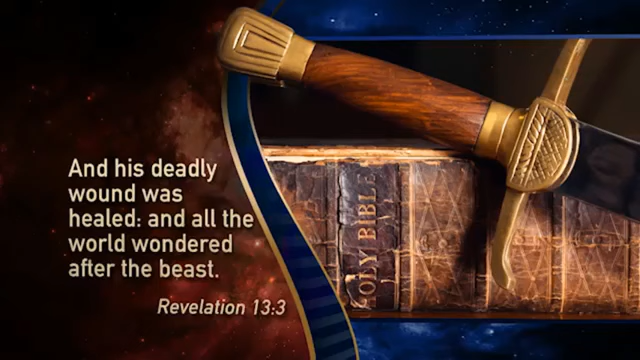 And his deadly
wound was
healed: and all the
world wondered
after the beast.
Revelation 13:3
HOLY BIBLE